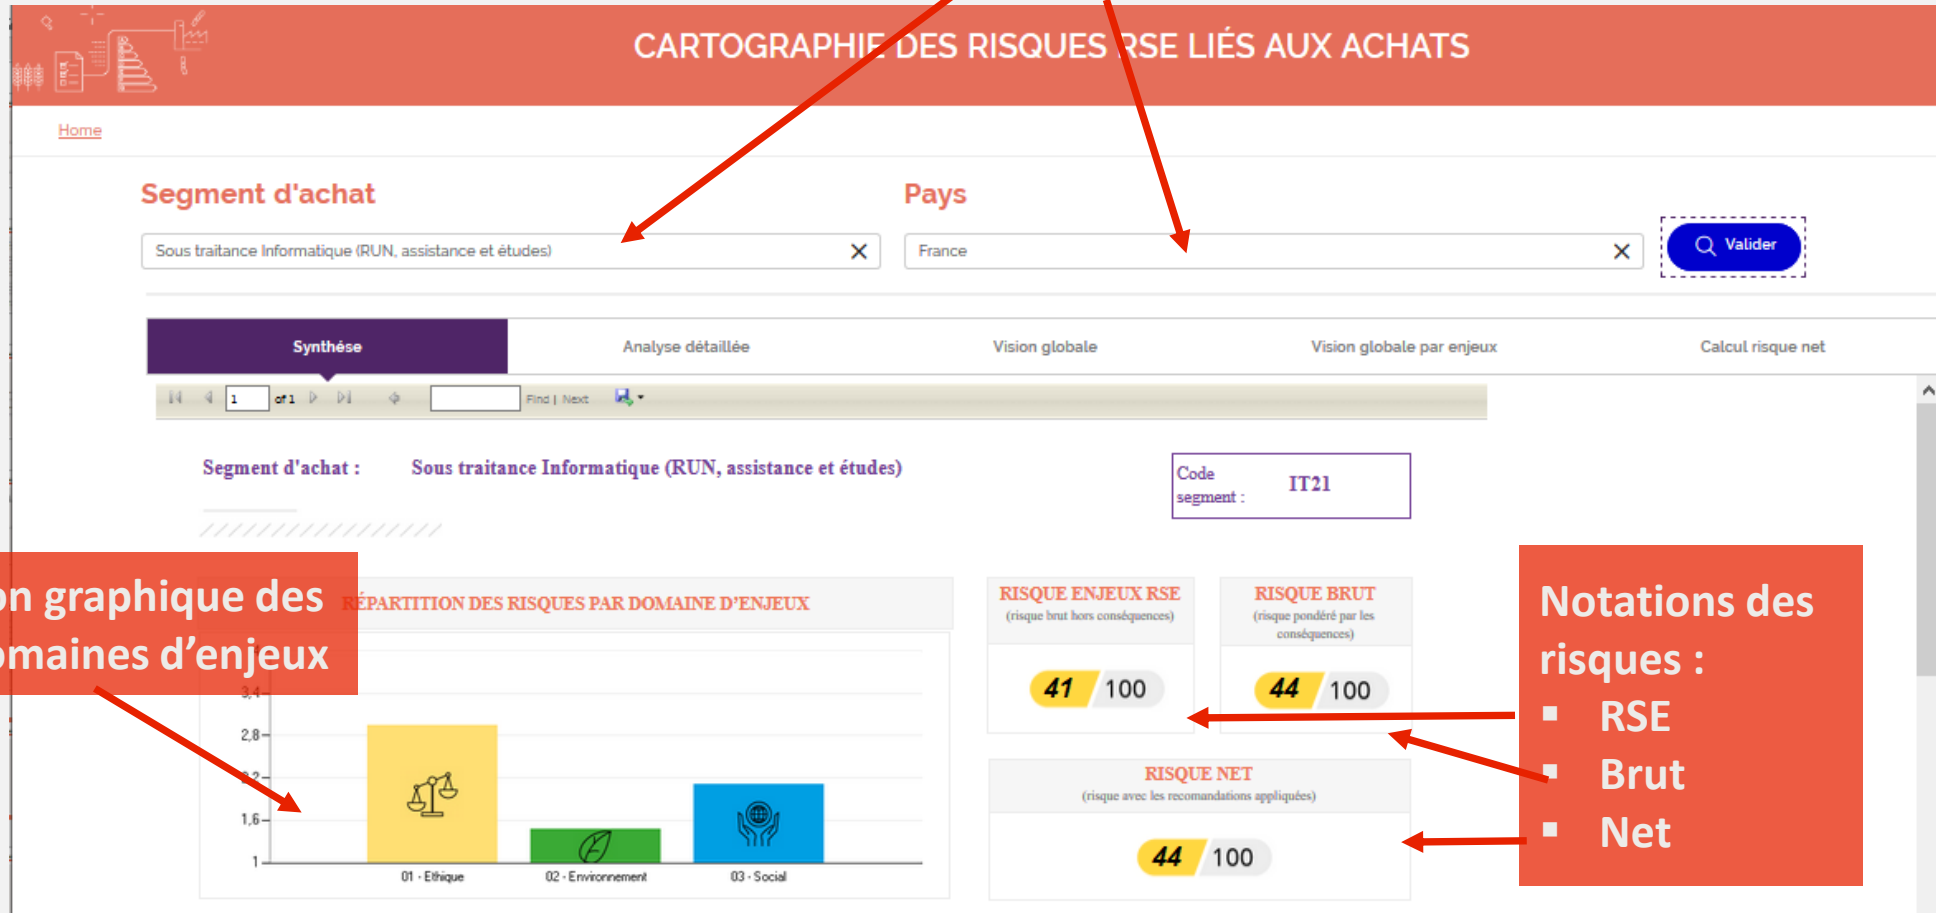 CARTOGRAPHIE DES RISQUES RSE LIÉS AUX ACHATS
Home
Segment d'achat
Pays
Sous traitance Informatique (RUN, assistance et études)
France
Valider
Synthése
Analyse détaillée
Vision globale
Vision globale par enjeux
Calcul risque net
1 of 1
Find | Next
Segment d'achat :
Sous traitance Informatique (RUN, assistance et études)
Code
segment :
IT21
graphique des
d'enjeux
RÉPARTITION DES RISQUES PAR DOMAINE D'ENJEUX
3,4
2,8
1,6
1
01 - Ethique
02 - Environnement
03 - Social
RISQUE ENJEUX RSE
(risque brut hors conséquences)
41 / 100
RISQUE BRUT
(risque pondéré par les
conséquences)
44 / 100
RISQUE NET
(risque avec les recomandations appliquées)
44 / 100
Notations des
risques :
▪ RSE
▪ Brut
▪ Net